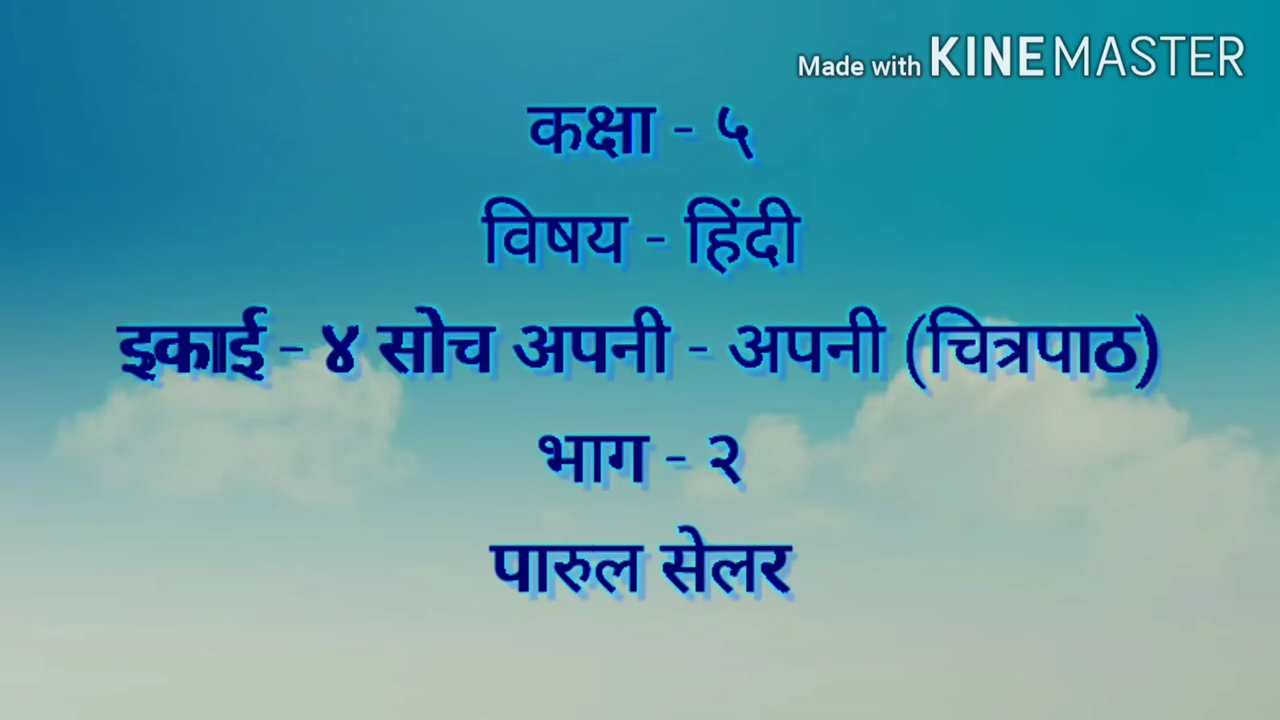 Made with KINEMASTER
कक्षा - ५
विषय - हिंदी
इकाई - ४ सोच अपनी - अपनी (चित्रपाठ)
भाग - २
पारुल सेलर